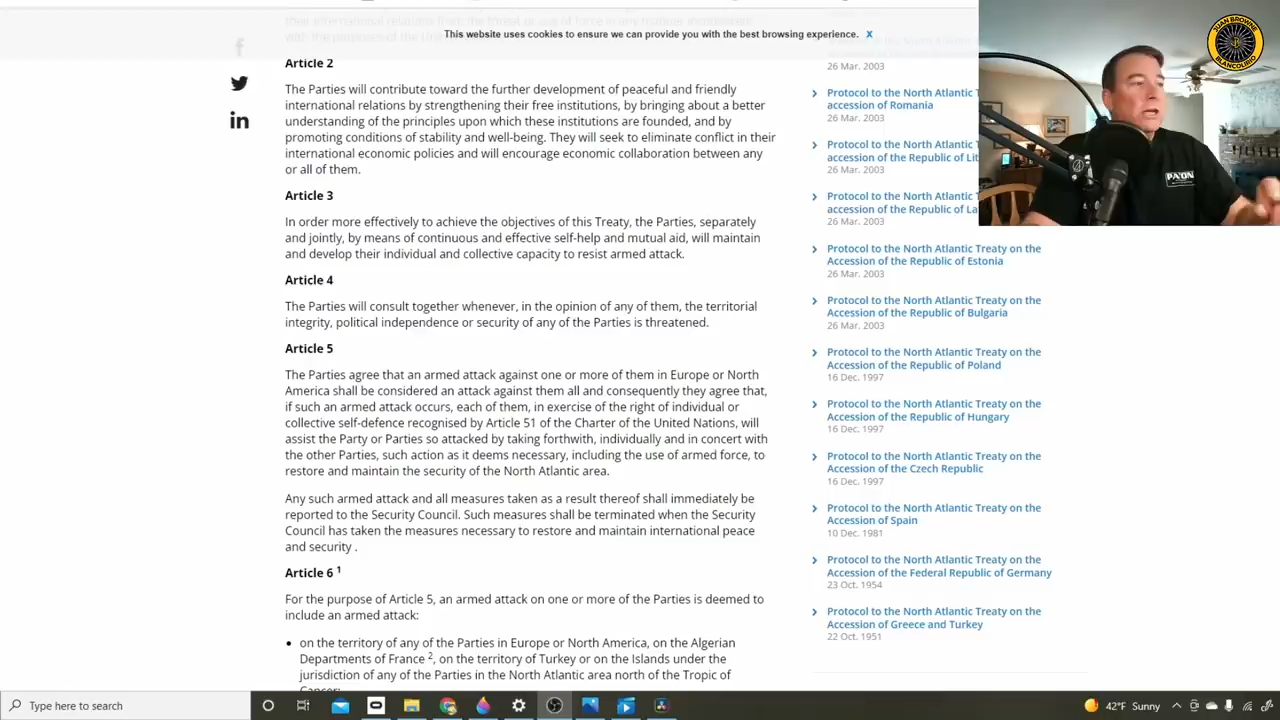 This website uses cookies to ensure we can provide you with the best browsing experience. X
Article 2
The Parties will contribute toward the further development of peaceful and friendly
international relations by strengthening their free institutions, by bringing about a better
understanding of the principles upon which these institutions are founded, and by
promoting conditions of stability and well-being. They will seek to eliminate conflict in their
international economic policies and will encourage economic collaboration between any
or all of them.
Article 3
In order more effectively to achieve the objectives of this Treaty, the Parties, separately
and jointly, by means of continuous and effective self-help and mutual aid, will maintain
and develop their individual and collective capacity to resist armed attack.
Article 4
The Parties will consult together whenever, in the opinion of any of them, the territorial
integrity, political independence or security of any of the Parties is threatened.
Article 5
The Parties agree that an armed attack against one or more of them in Europe or North
America shall be considered an attack against them all and consequently they agree that,
if such an armed attack occurs, each of them, in exercise of the right of individual or
collective self-defence recognised by Article 51 of the Charter of the United Nations, will
assist the Party or Parties so attacked by taking forthwith, individually and in concert with
the other Parties, such action as it deems necessary, including the use of armed force, to
restore and maintain the security of the North Atlantic area.
Any such armed attack and all measures taken as a result thereof shall immediately be
reported to the Security Council. Such measures shall be terminated when the Security
Council has taken the measures necessary to restore and maintain international peace
and security .
Article 6 1
For the purpose of Article 5, an armed attack on one or more of the Parties is deemed to
include an armed attack:
• on the territory of any of the Parties in Europe or North America, on the Algerian
Departments of France 2, on the territory of Turkey or on the Islands under the
jurisdiction of any of the Parties in the North Atlantic area north of the Tropic of
Cancer;
26 Mar. 2003
Protocol to the North Atlantic T
accession of Romania
26 Mar. 2003
Protocol to the North Atlantic T
accession of the Republic of Lit
26 Mar. 2003
Protocol to the North Atlantic T
accession of the Republic of La
26 Mar. 2003
Protocol to the North Atlantic Treaty on the
Accession of the Republic of Estonia
26 Mar. 2003
Protocol to the North Atlantic Treaty on the
Accession of the Republic of Bulgaria
26 Mar. 2003
Protocol to the North Atlantic Treaty on the
Accession of the Republic of Poland
16 Dec. 1997
Protocol to the North Atlantic Treaty on the
Accession of the Republic of Hungary
16 Dec. 1997
Protocol to the North Atlantic Treaty on the
Accession of the Czech Republic
16 Dec. 1997
Protocol to the North Atlantic Treaty on the
Accession of Spain
10 Dec. 1981
Protocol to the North Atlantic Treaty on the
Accession of the Federal Republic of Germany
23 Oct. 1954
Protocol to the North Atlantic Treaty on the
Accession of Greece and Turkey
22 Oct. 1951
JUAN BROWNE
BLANCOLIRIO
Type here to search
42°F Sunny